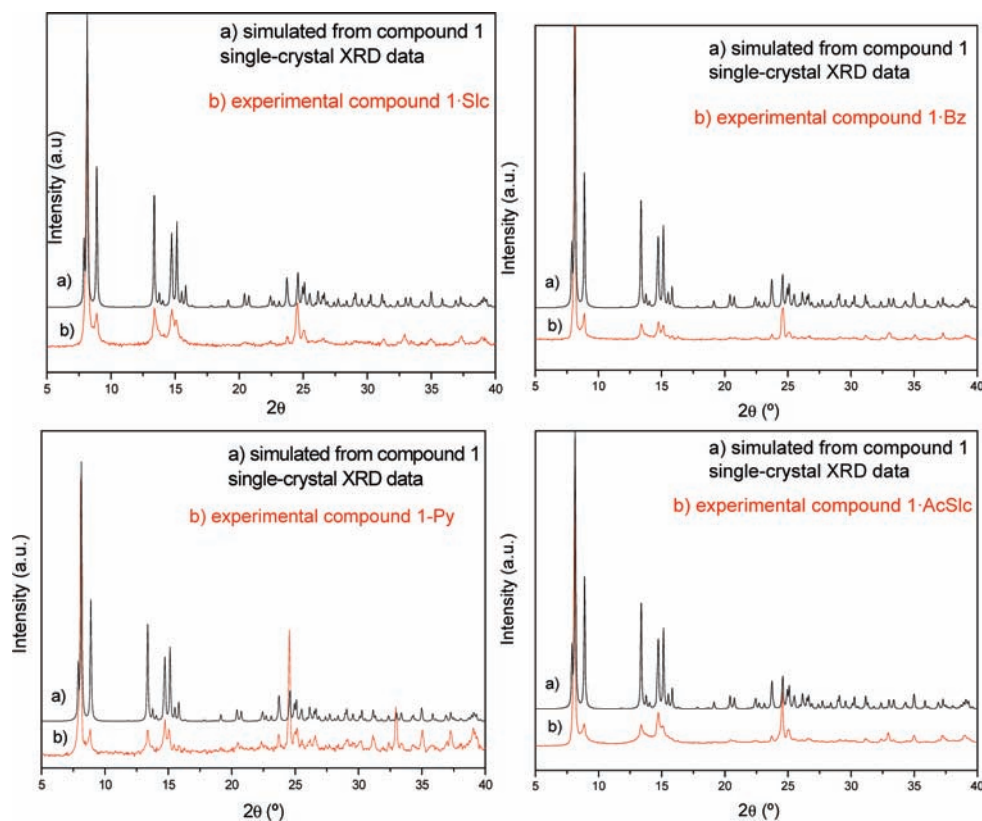 a) simulated from compound 1
single-crystal XRD data
b) experimental compound 1·Slc
Intensity (a.u)
a)
b)
5 10 15 20 25 30 35 40
2θ
a) simulated from compound 1
single-crystal XRD data
b) experimental compound 1·Bz
Intensity (a.u.)
a)
b)
5 10 15 20 25 30 35 40
2θ (º)
a) simulated from compound 1
single-crystal XRD data
b) experimental compound 1-Py
Intensity (a.u.)
a)
b)
5 10 15 20 25 30 35 40
2θ (º)
a) simulated from compound 1
single-crystal XRD data
b) experimental compound 1·AcSlc
Intensity (a.u.)
a)
b)
5 10 15 20 25 30 35 40
2θ (º)